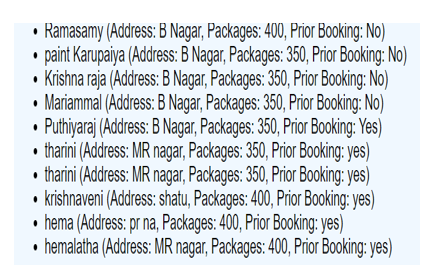 • Ramasamy (Address: B Nagar, Packages: 400, Prior Booking: No)
• paint Karupaiya (Address: B Nagar, Packages: 350, Prior Booking: No)
• Krishna raja (Address: B Nagar, Packages: 350, Prior Booking: No)
• Mariammal (Address: B Nagar, Packages: 350, Prior Booking: No)
• Puthiyaraj (Address: B Nagar, Packages: 350, Prior Booking: Yes)
• tharini (Address: MR nagar, Packages: 350, Prior Booking: yes)
• tharini (Address: MR nagar, Packages: 350, Prior Booking: yes)
• krishnaveni (Address: shatu, Packages: 400, Prior Booking: yes)
• hema (Address: pr na, Packages: 400, Prior Booking: yes)
• hemalatha (Address: MR nagar, Packages: 400, Prior Booking: yes)